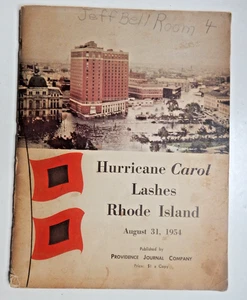 Jeff Bell Room 4
Hurricane Carol
Lashes
Rhode Island
August 31, 1954
Published by
PROVIDENCE JOURNAL COMPANY